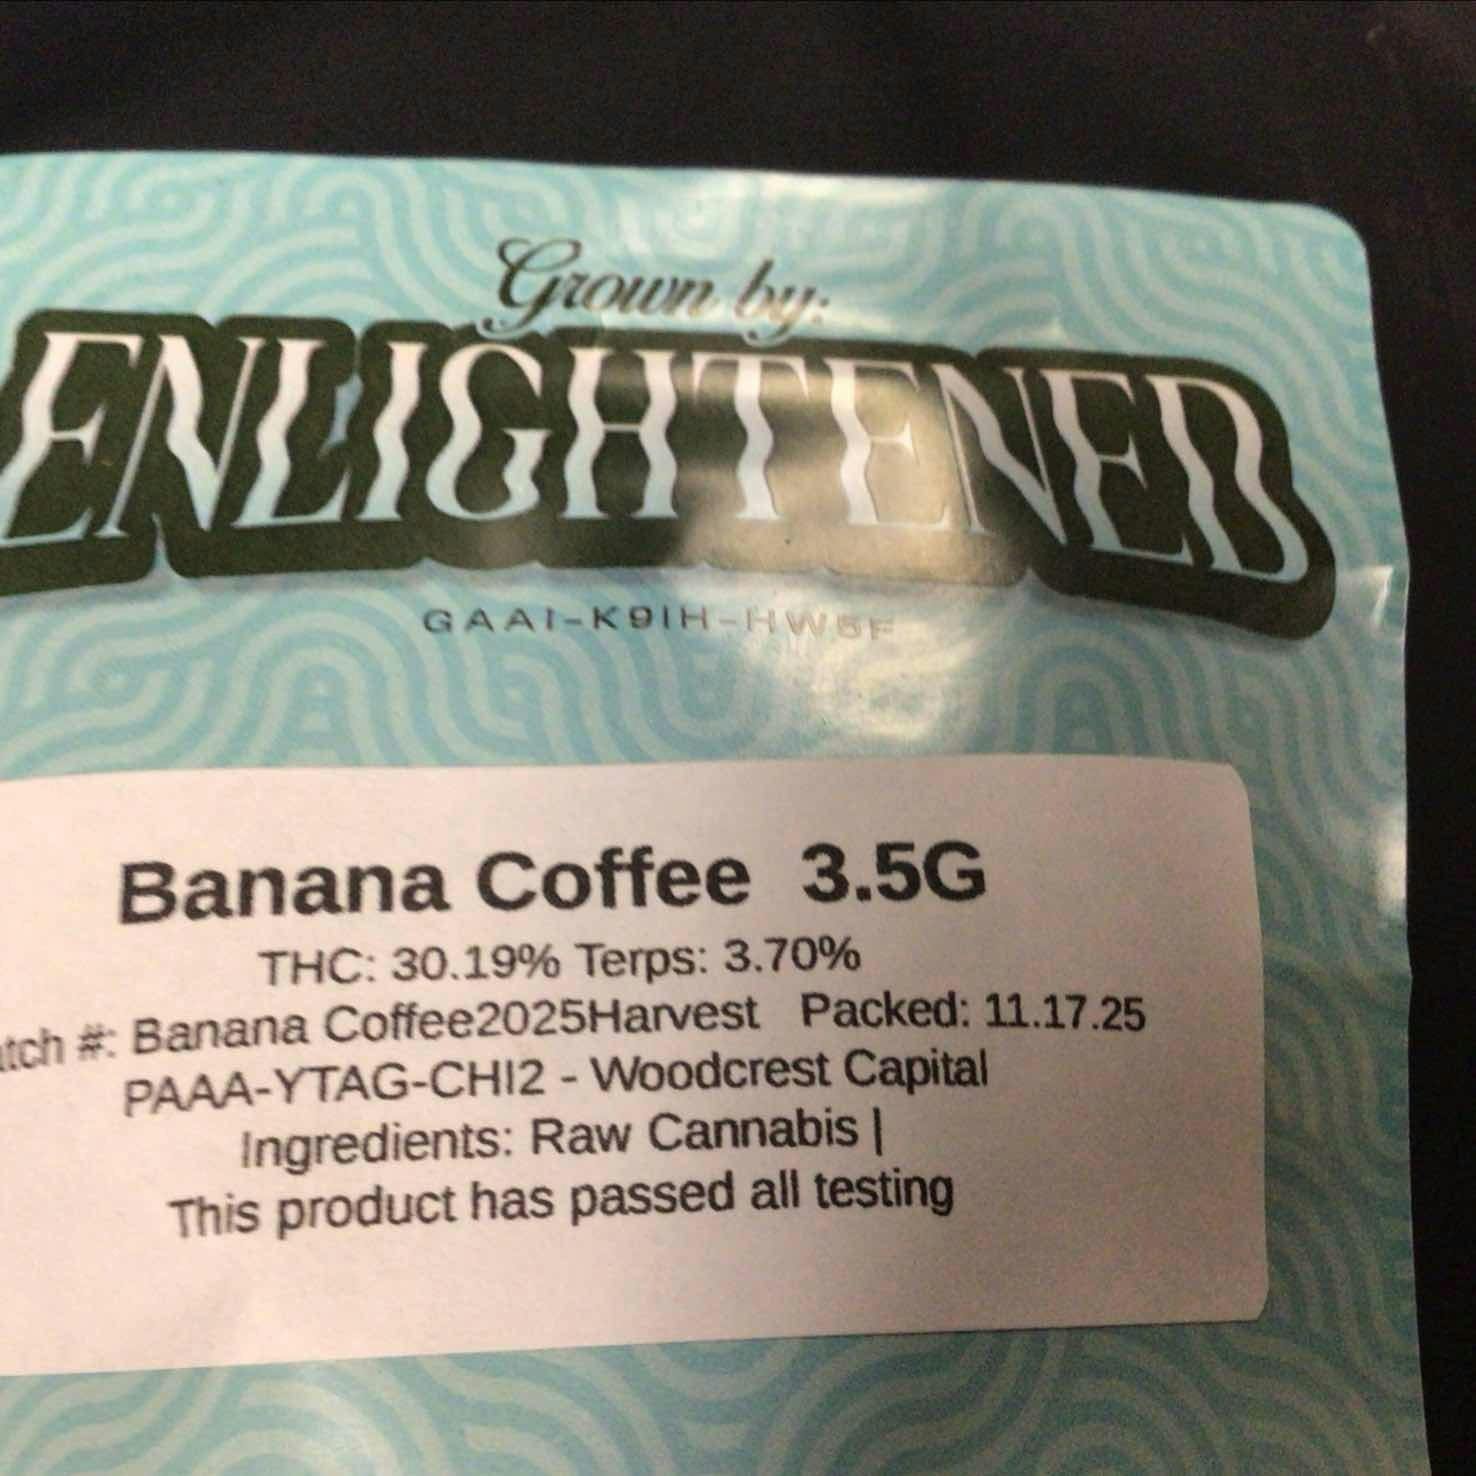 Grown by:
ENLIGHTENED
GAAI-K9IH-HW5F
Banana Coffee 3.5G
THC: 30.19% Terps: 3.70%
#: Banana Coffee2025Harvest Packed: 11.17.25
PAAA-YTAG-CHI2 - Woodcrest Capital
Ingredients: Raw Cannabis |
This product has passed all testing